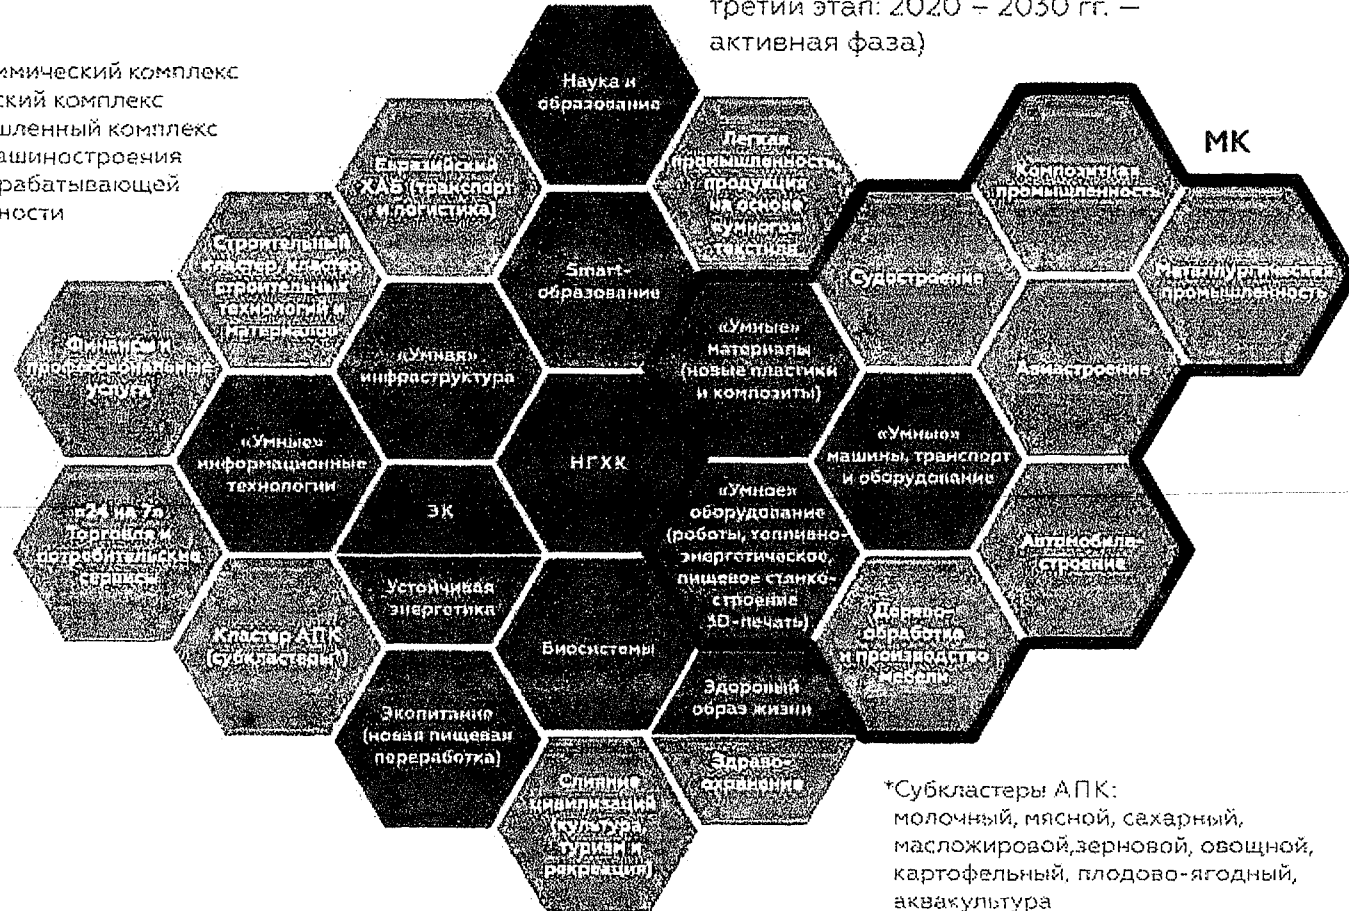 третий этап: 2020 – 2030 гг. —
активная фаза)
имический комплекс
ский комплекс
шленный комплекс
ашиностроения
рабатывающей
ности
МК
Наука и
образование
Легкая
промышленность,
продукция
на основе
«умного»
текстиля
Композитная
промышленность
Евразийский
ХАБ (транспорт
и логистика)
Металлургическая
промышленность
Строительный
кластер/кластер
строительных
технологий и
материалов
Smart-
образование
Судостроение
Финансы и
профессиональные
услуги
«Умная»
инфраструктура
«Умные»
материалы
(новые пластики
и композиты)
Авиастроение
«Умные»
информационные
технологии
НГХК
«Умные»
машины, транспорт
и оборудование
«24 на 7»
Торговля и
потребительские
сервисы
ЭК
Устойчивая
энергетика
«Умное»
оборудование
(роботы, топливно-
энергетическое,
пищевое станко-
строение
3D-печать)
Автомобиле-
строение
Кластер АПК
(субкластеры*)
Биосистемы
Дерево-
обработка
и производство
мебели
Экопитание
(новая пищевая
переработка)
Здоровый
образ жизни
Здраво-
охранение
Слияние
цивилизаций
(культура,
туризм и
рекреация)
*Субкластеры АПК:
молочный, мясной, сахарный,
масложировой,зерновой, овощной,
картофельный, плодово-ягодный,
аквакультура